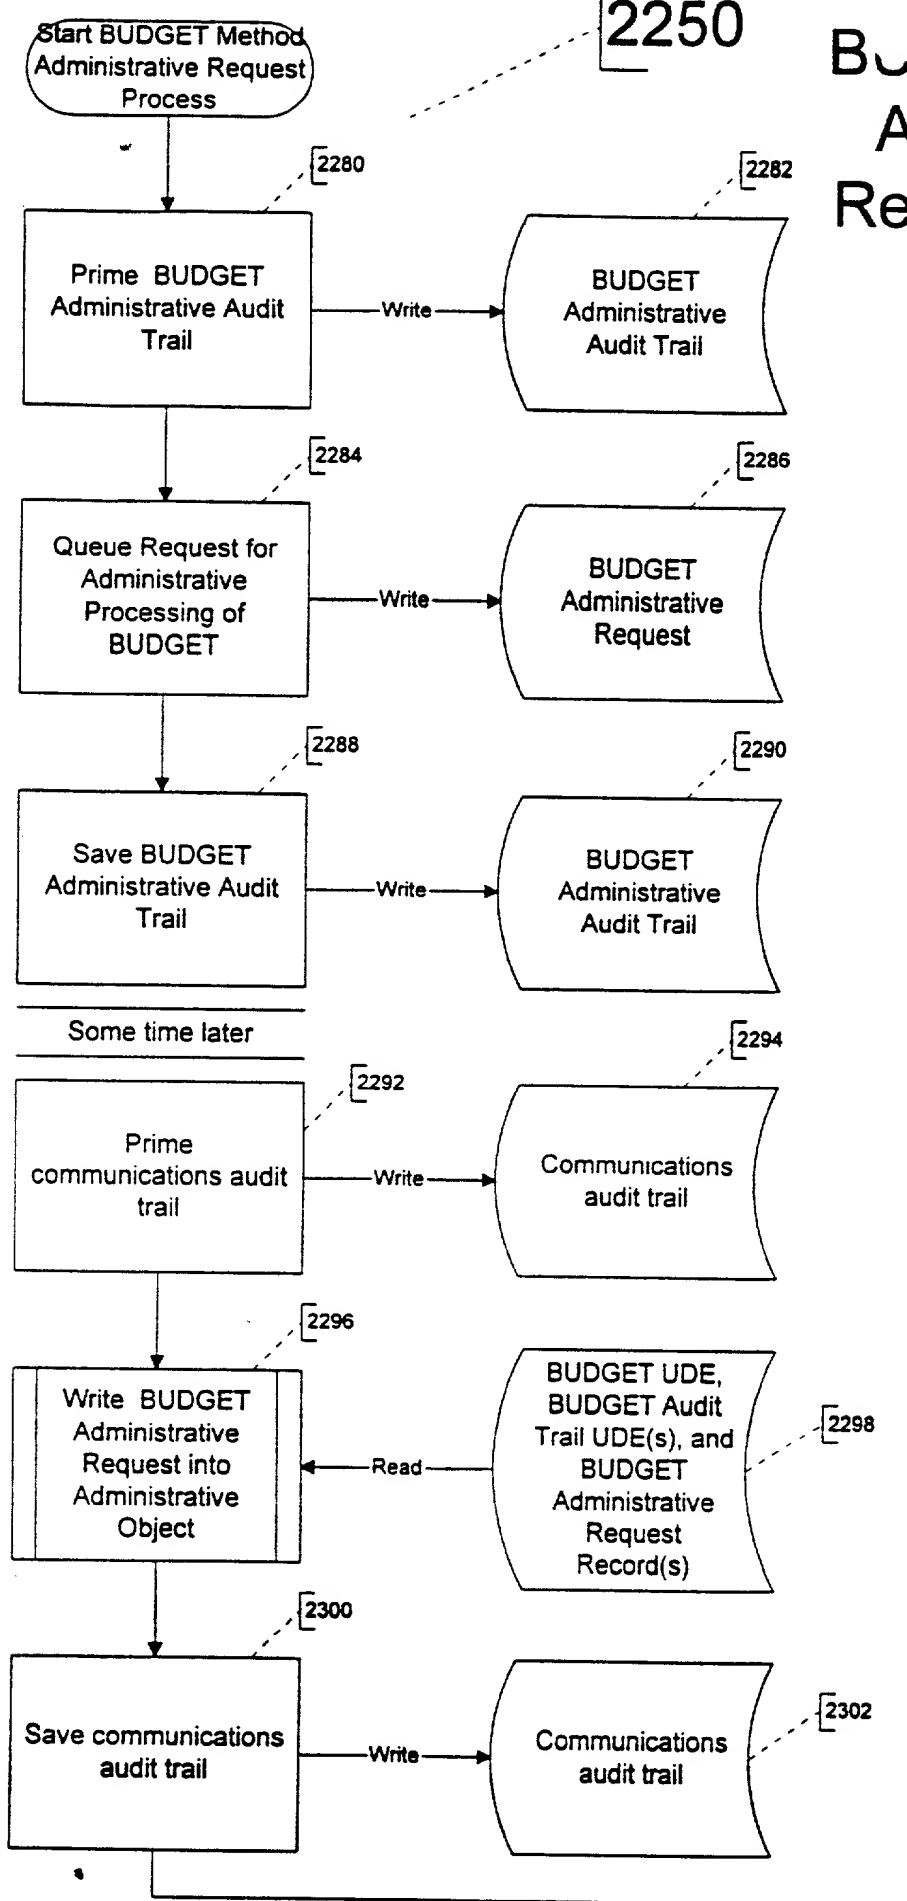 2250
Start BUDGET Method
Administrative Request
Process
2280
2282
Prime BUDGET
Administrative Audit
Trail
Write
BUDGET
Administrative
Audit Trail
2284
2286
Queue Request for
Administrative
Processing of
BUDGET
Write
BUDGET
Administrative
Request
2288
2290
Save BUDGET
Administrative Audit
Trail
Write
BUDGET
Administrative
Audit Trail
Some time later
2292
2294
Prime
communications audit
trail
Write
Communications
audit trail
2296
2298
Write BUDGET
Administrative
Request into
Administrative
Object
Read
BUDGET UDE,
BUDGET Audit
Trail UDE(s), and
BUDGET
Administrative
Request
Record(s)
2300
2302
Save communications
audit trail
Write
Communications
audit trail